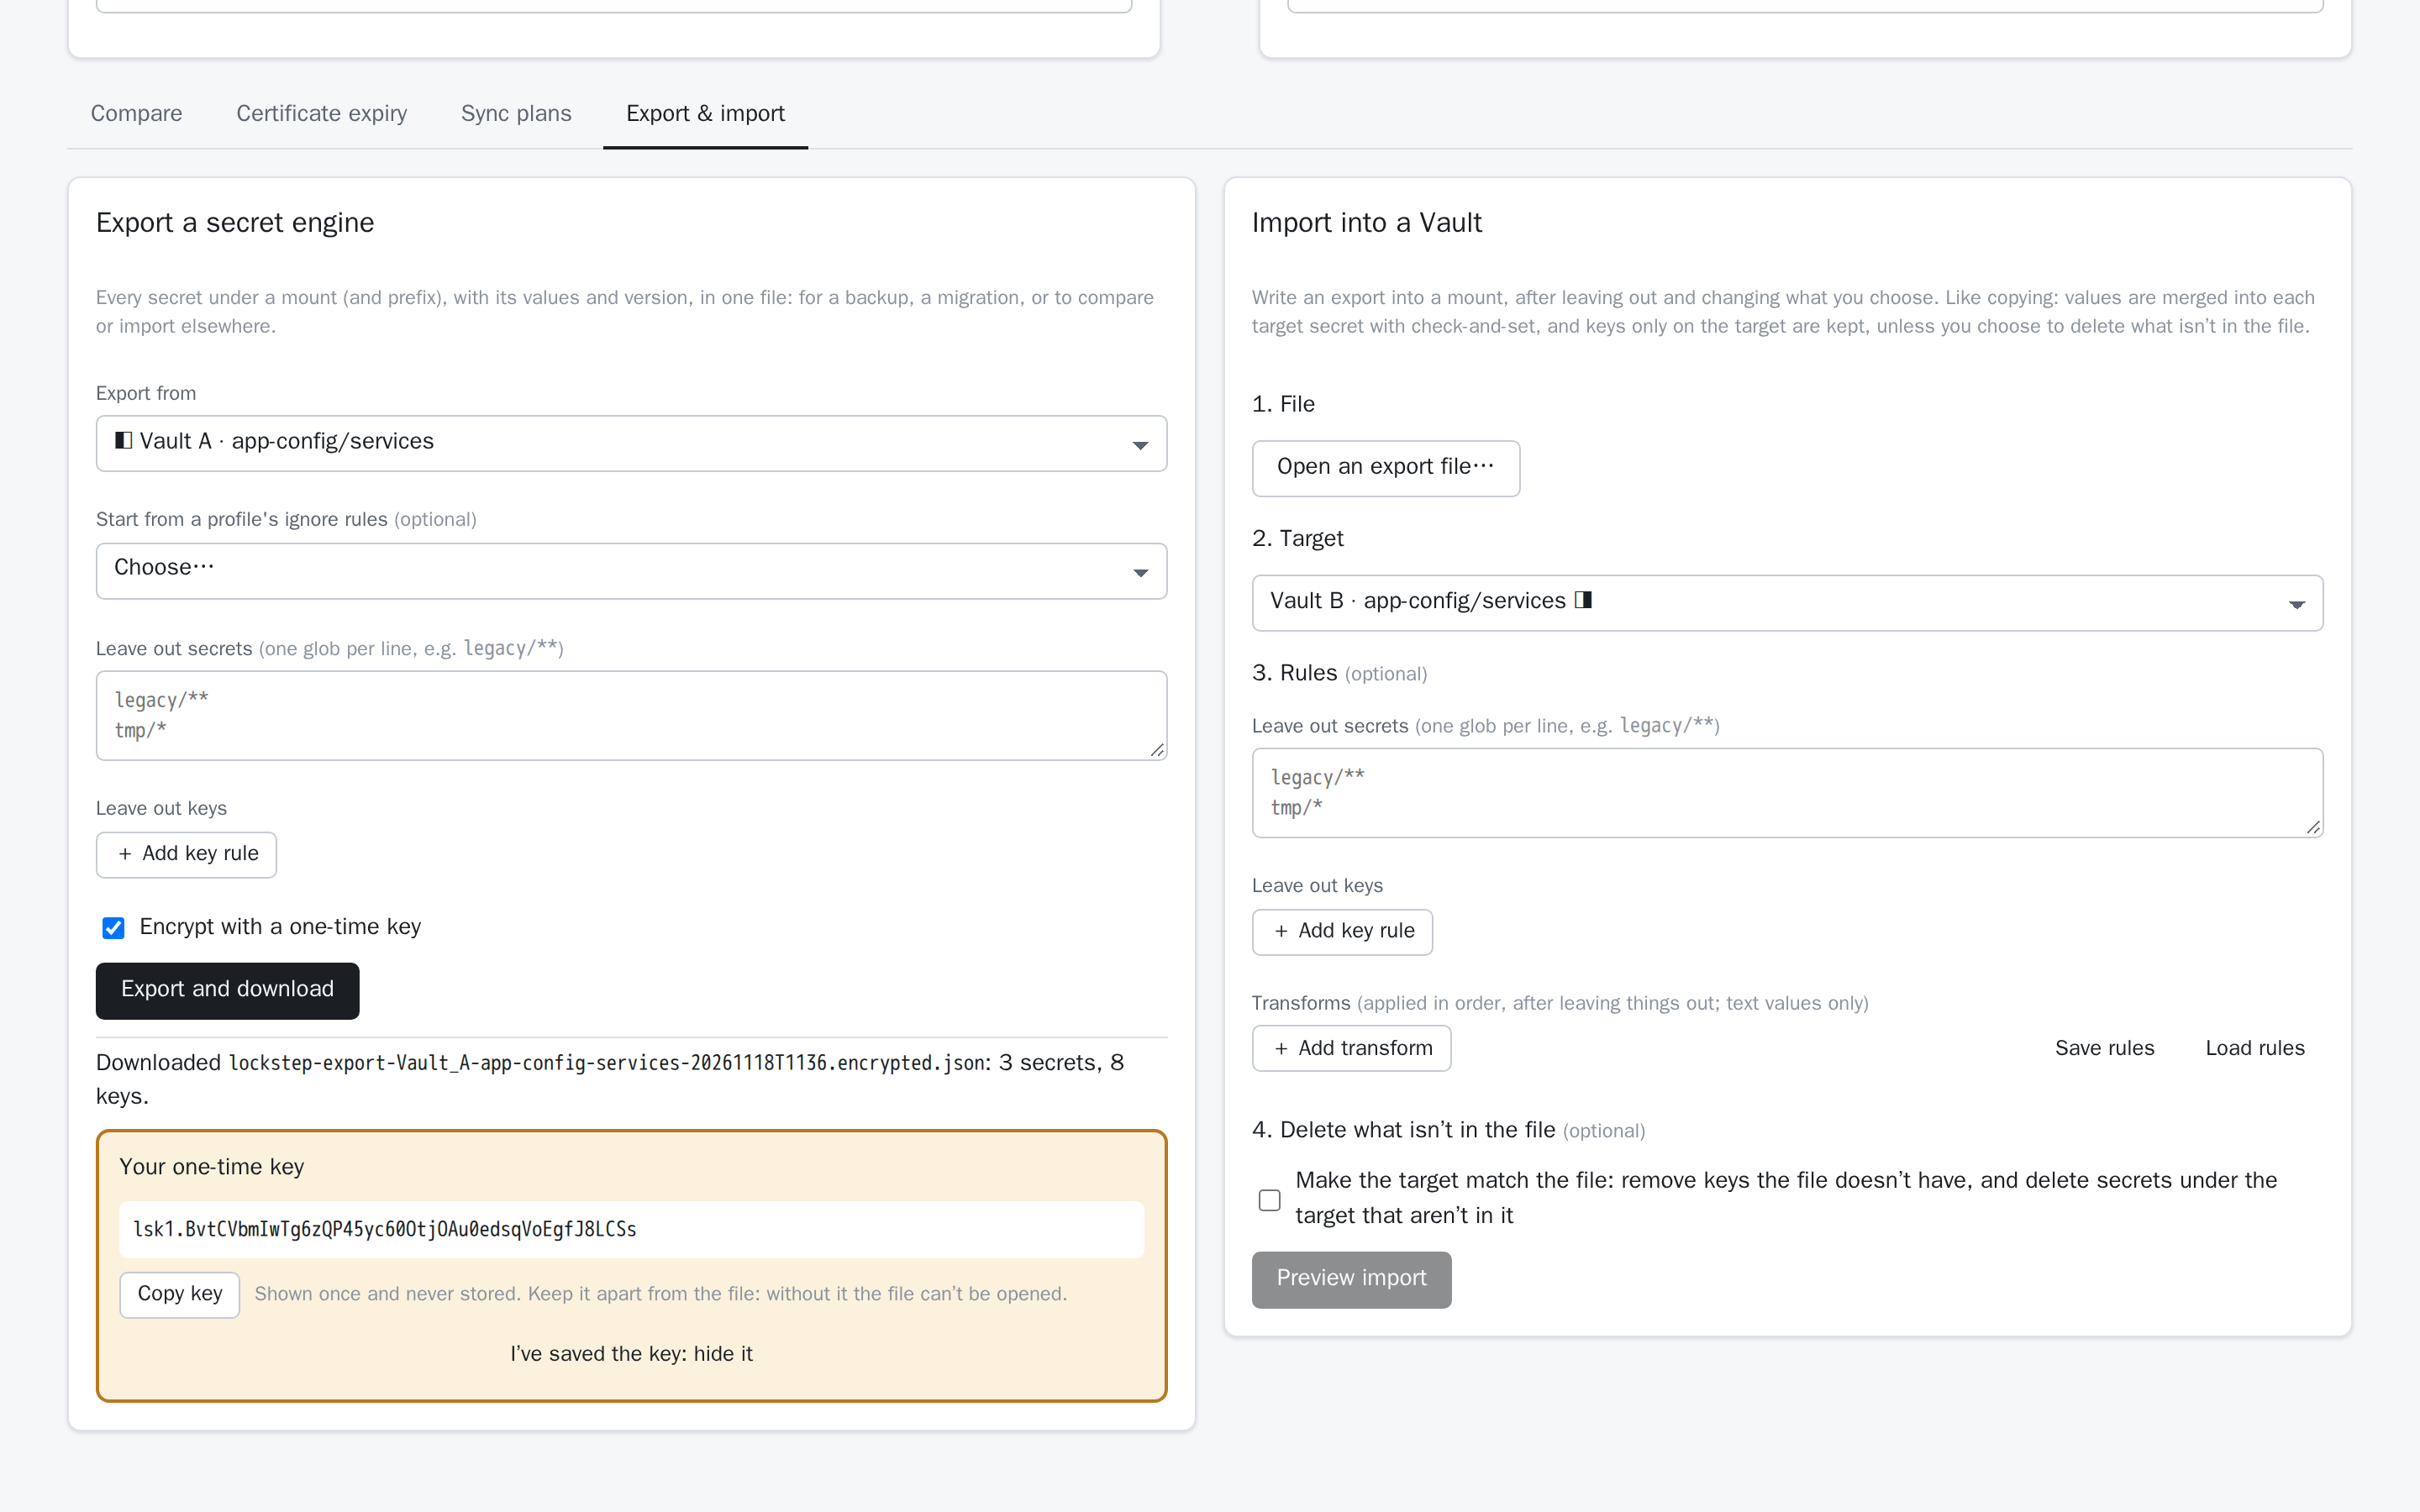 Compare
Certificate expiry
Sync plans
Export & import
Export a secret engine
Every secret under a mount (and prefix), with its values and version, in one file: for a backup, a migration, or to compare
or import elsewhere.
Export from
Vault A · app-config/services
Start from a profile's ignore rules (optional)
Choose…
Leave out secrets (one glob per line, e.g. legacy/**)
legacy/**
tmp/*
Leave out keys
+ Add key rule
Encrypt with a one-time key
Export and download
Downloaded lockstep-export-Vault_A-app-config-services-20261118T1136.encrypted.json: 3 secrets, 8
keys.
Your one-time key
lsk1.BvtCVbmIwTg6zQP45yc60OtjOAu0edsqVoEgfJ8LCSs
Copy key
Shown once and never stored. Keep it apart from the file: without it the file can’t be opened.
I’ve saved the key: hide it
Import into a Vault
Write an export into a mount, after leaving out and changing what you choose. Like copying: values are merged into each
target secret with check-and-set, and keys only on the target are kept, unless you choose to delete what isn’t in the file.
1. File
Open an export file…
2. Target
Vault B · app-config/services
3. Rules (optional)
Leave out secrets (one glob per line, e.g. legacy/**)
legacy/**
tmp/*
Leave out keys
+ Add key rule
Transforms (applied in order, after leaving things out; text values only)
+ Add transform
Save rules
Load rules
4. Delete what isn’t in the file (optional)
Make the target match the file: remove keys the file doesn’t have, and delete secrets under the
target that aren’t in it
Preview import